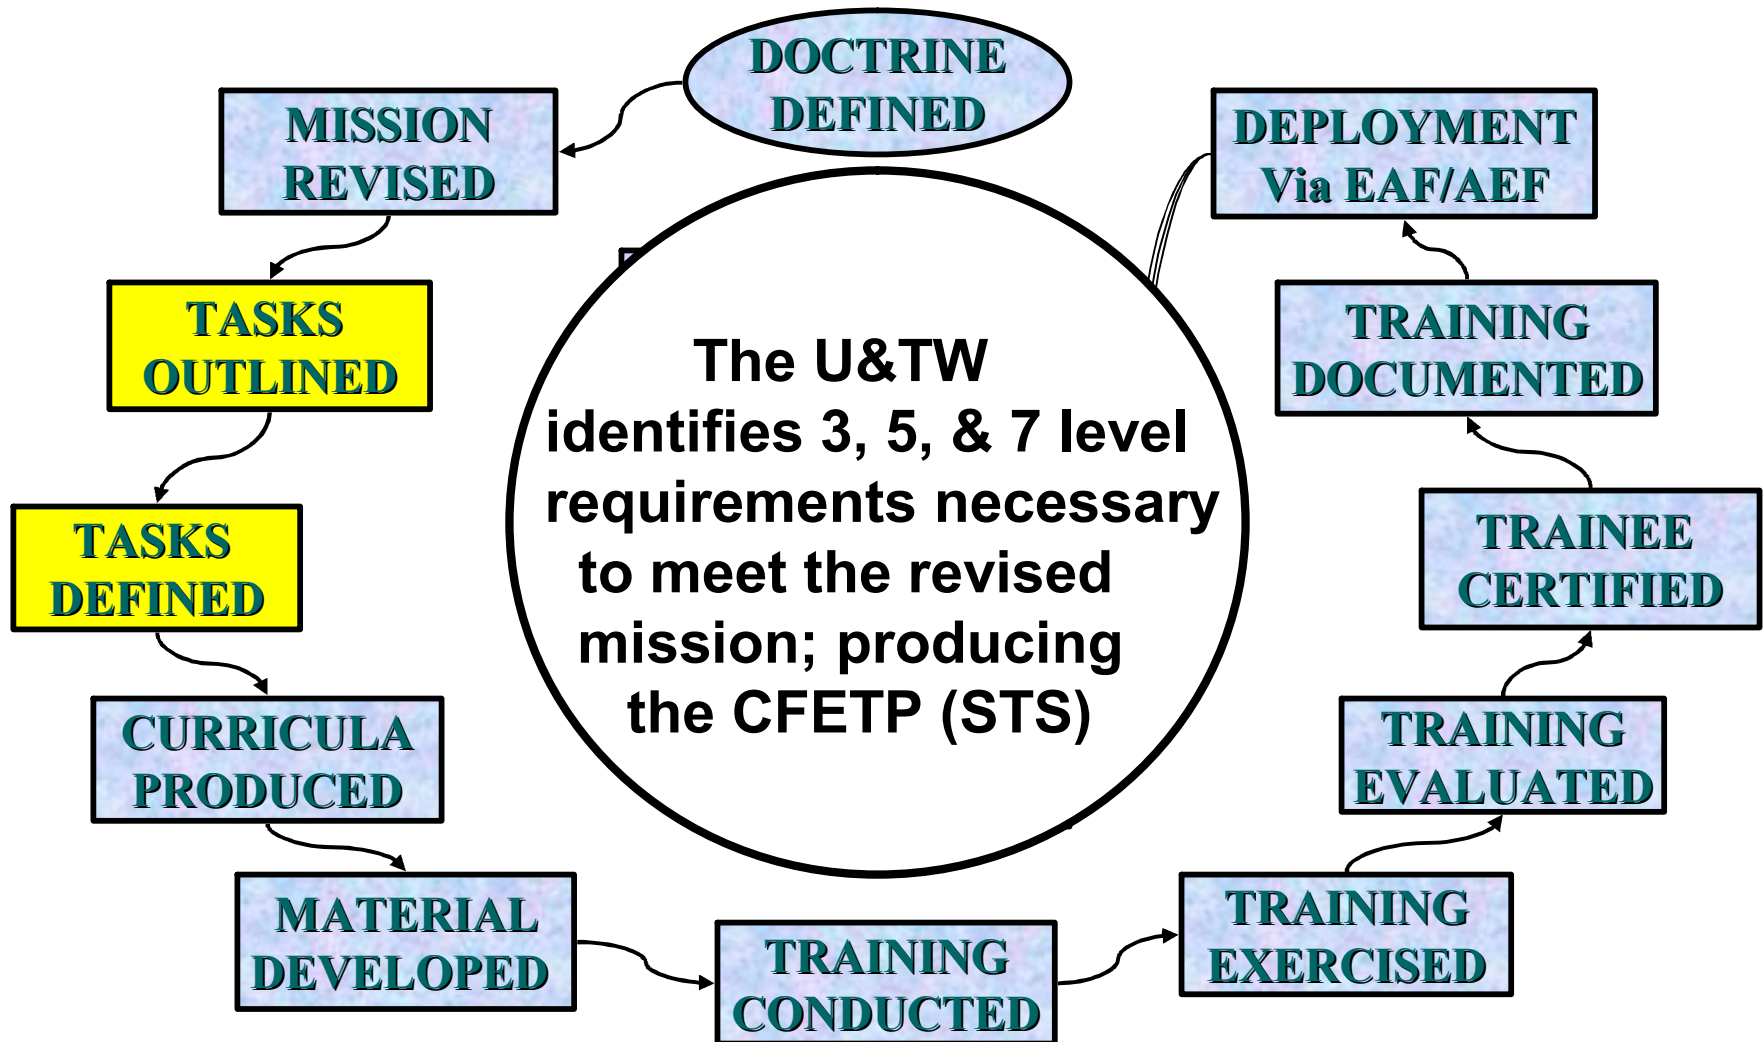 DOCTRINE
DEFINED
MISSION
REVISED
TASKS
OUTLINED
TASKS
DEFINED
CURRICULA
PRODUCED
MATERIAL
DEVELOPED
TRAINING
CONDUCTED
TRAINING
EXERCISED
TRAINING
EVALUATED
TRAINEE
CERTIFIED
TRAINING
DOCUMENTED
DEPLOYMENT
Via EAF/AEF
The U&TW
identifies 3, 5, & 7 level
requirements necessary
to meet the revised
mission; producing
the CFETP (STS)